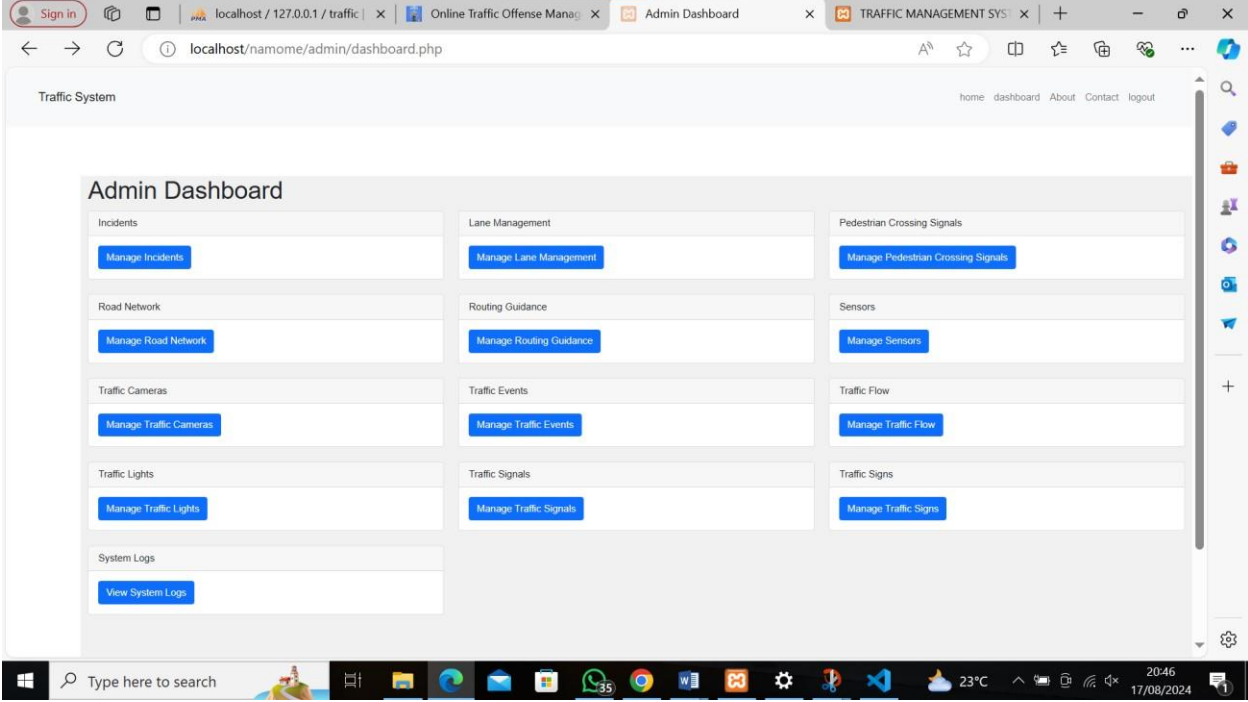 Sign in
localhost / 127.0.0.1 / traffic |
Online Traffic Offense Manag
Admin Dashboard
TRAFFIC MANAGEMENT SYST
localhost/namome/admin/dashboard.php
Traffic System
home dashboard About Contact logout
Admin Dashboard
Incidents Lane Management Pedestrian Crossing Signals
Manage Incidents Manage Lane Management Manage Pedestrian Crossing Signals
Road Network Routing Guidance Sensors
Manage Road Network Manage Routing Guidance Manage Sensors
Traffic Cameras Traffic Events Traffic Flow
Manage Traffic Cameras Manage Traffic Events Manage Traffic Flow
Traffic Lights Traffic Signals Traffic Signs
Manage Traffic Lights Manage Traffic Signals Manage Traffic Signs
System Logs
View System Logs
Type here to search
35
23°C
20:46
17/08/2024
1